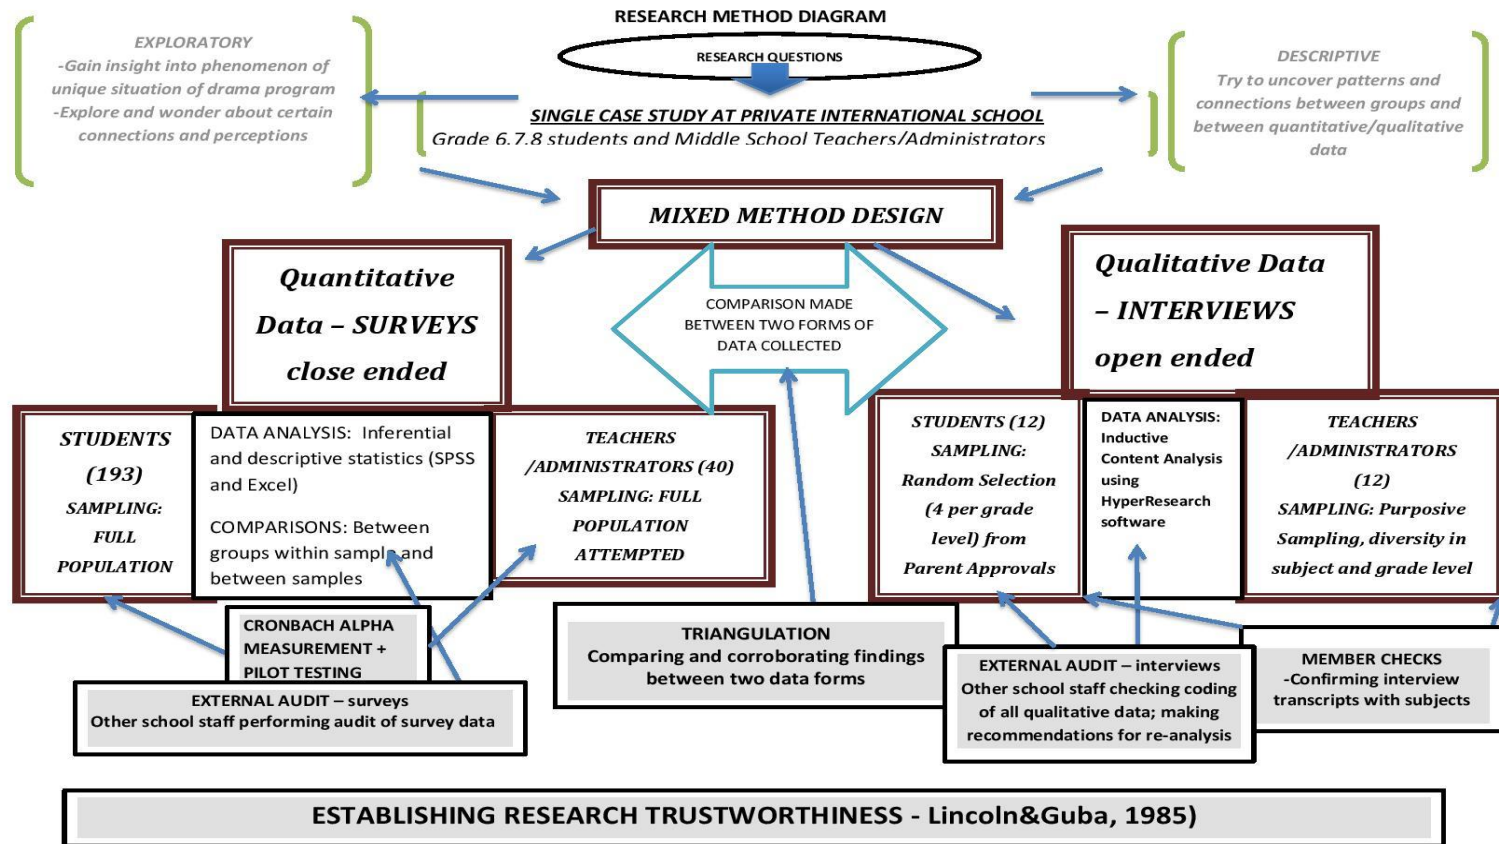 RESEARCH METHOD DIAGRAM
RESEARCH QUESTIONS
EXPLORATORY
-Gain insight into phenomenon of
unique situation of drama program
-Explore and wonder about certain
connections and perceptions
SINGLE CASE STUDY AT PRIVATE INTERNATIONAL SCHOOL
Grade 6,7,8 students and Middle School Teachers/Administrators
DESCRIPTIVE
Try to uncover patterns and
connections between groups and
between quantitative/qualitative
data
MIXED METHOD DESIGN
Quantitative
Data – SURVEYS
close ended
COMPARISON MADE
BETWEEN TWO FORMS OF
DATA COLLECTED
Qualitative Data
– INTERVIEWS
open ended
STUDENTS
(193)
SAMPLING:
FULL
POPULATION
DATA ANALYSIS: Inferential
and descriptive statistics (SPSS
and Excel)
COMPARISONS: Between
groups within sample and
between samples
TEACHERS
/ADMINISTRATORS (40)
SAMPLING: FULL
POPULATION
ATTEMPTED
STUDENTS (12)
SAMPLING:
Random Selection
(4 per grade
level) from
Parent Approvals
DATA ANALYSIS:
Inductive
Content Analysis
using
HyperResearch
software
TEACHERS
/ADMINISTRATORS
(12)
SAMPLING: Purposive
Sampling, diversity in
subject and grade level
CRONBACH ALPHA
MEASUREMENT +
PILOT TESTING
EXTERNAL AUDIT – surveys
Other school staff performing audit of survey data
TRIANGULATION
Comparing and corroborating findings
between two data forms
EXTERNAL AUDIT – interviews
Other school staff checking coding
of all qualitative data; making
recommendations for re-analysis
MEMBER CHECKS
-Confirming interview
transcripts with subjects
ESTABLISHING RESEARCH TRUSTWORTHINESS - Lincoln&Guba, 1985)